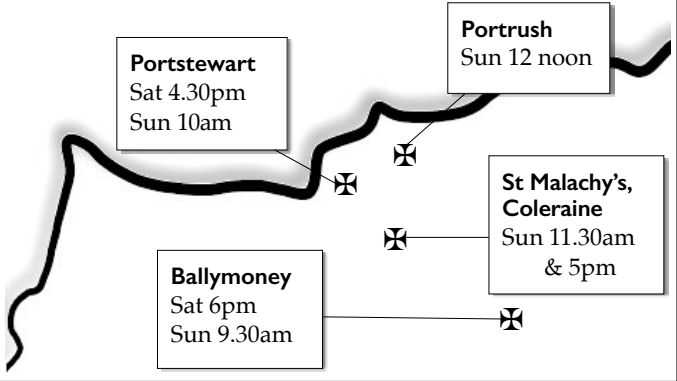 Portrush
Sun 12 noon
Portstewart
Sat 4.30pm
Sun 10am
St Malachy’s,
Coleraine
Sun 11.30am
& 5pm
Ballymoney
Sat 6pm
Sun 9.30am